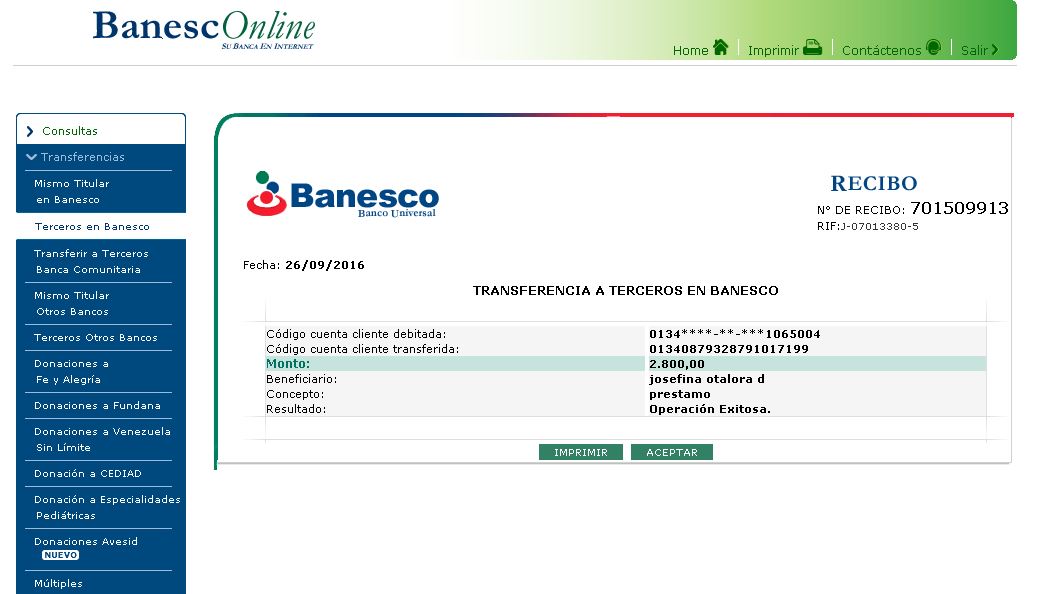 BanescOnline
SU BANCA EN INTERNET
Home
Imprimir
Contáctenos
Salir
Consultas
Transferencias
Mismo Titular
en Banesco
Terceros en Banesco
Transferir a Terceros
Banca Comunitaria
Mismo Titular
Otros Bancos
Terceros Otros Bancos
Donaciones a
Fe y Alegría
Donaciones a Fundana
Donaciones a Venezuela
Sin Límite
Donación a CEDIAD
Donación a Especialidades
Pediátricas
Donaciones Avesid
NUEVO
Múltiples
Banesco
Banco Universal
RECIBO
Nº DE RECIBO: 701509913
RIF:J-07013380-5
Fecha: 26/09/2016
TRANSFERENCIA A TERCEROS EN BANESCO
Código cuenta cliente debitada: 0134****-**-***1065004
Código cuenta cliente transferida: 01340879328791017199
Monto: 2.800,00
Beneficiario: josefina otalora d
Concepto: prestamo
Resultado: Operación Exitosa.
IMPRIMIR ACEPTAR